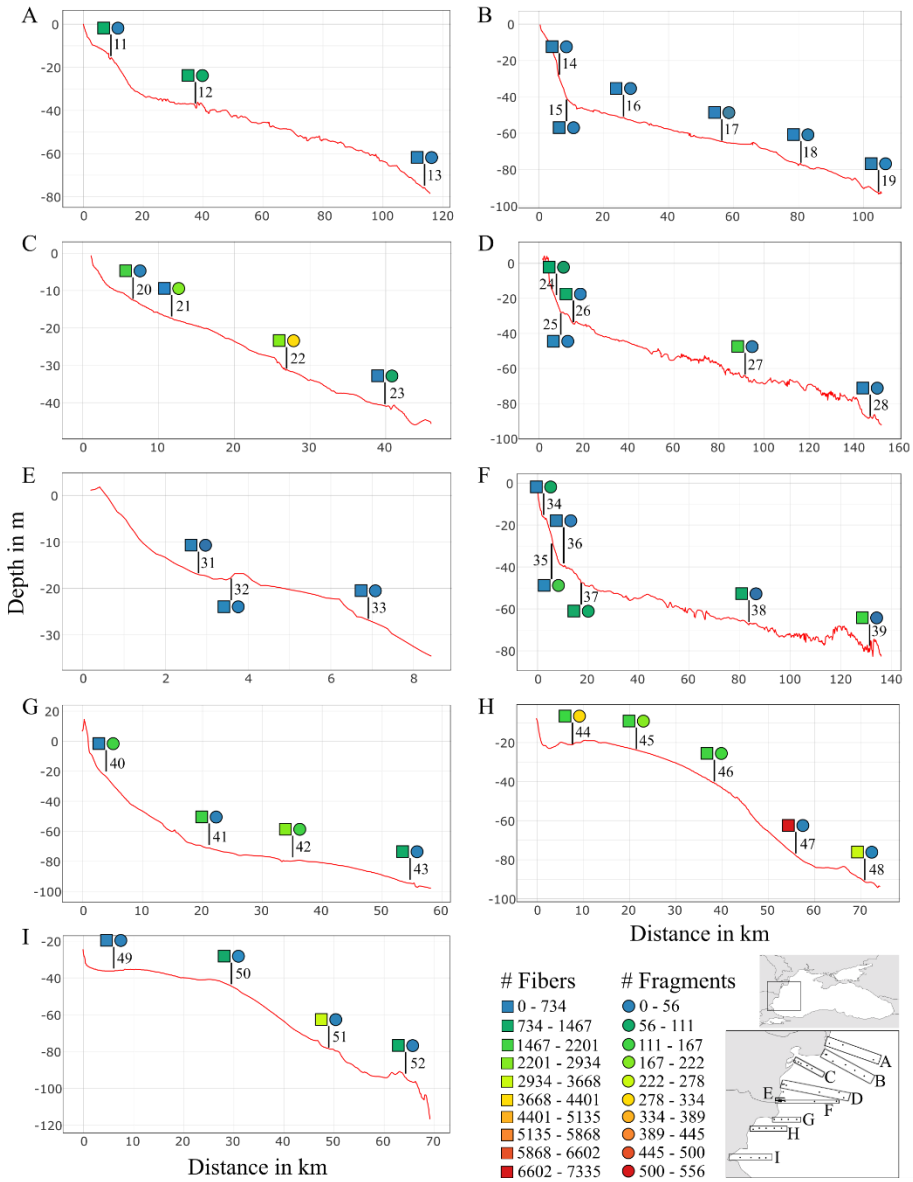 A
0
-20
-40
-60
-80
0 20 40 60 80 100 120
11
12
13
B
0
-20
-40
-60
-80
-100
0 20 40 60 80 100
14
15
16
17
18
19
C
0
-10
-20
-30
-40
0 10 20 30 40
20
21
22
23
D
0
-20
-40
-60
-80
-100
0 20 40 60 80 100 120 140 160
24
25
26
27
28
E
0
-10
-20
-30
0 2 4 6 8
31
32
33
F
0
-20
-40
-60
-80
0 20 40 60 80 100 120 140
34
35
36
37
38
39
Depth in m
G
20
0
-20
-40
-60
-80
-100
0 10 20 30 40 50 60
40
41
42
43
H
-20
-40
-60
-80
-100
0 10 20 30 40 50 60 70
44
45
46
47
48
Distance in km
I
-20
-40
-60
-80
-100
-120
0 10 20 30 40 50 60 70
49
50
51
52
Distance in km
# Fibers
0 - 734
734 - 1467
1467 - 2201
2201 - 2934
2934 - 3668
3668 - 4401
4401 - 5135
5135 - 5868
5868 - 6602
6602 - 7335
# Fragments
0 - 56
56 - 111
111 - 167
167 - 222
222 - 278
278 - 334
334 - 389
389 - 445
445 - 500
500 - 556
A
B
C
D
E
F
G
H
I